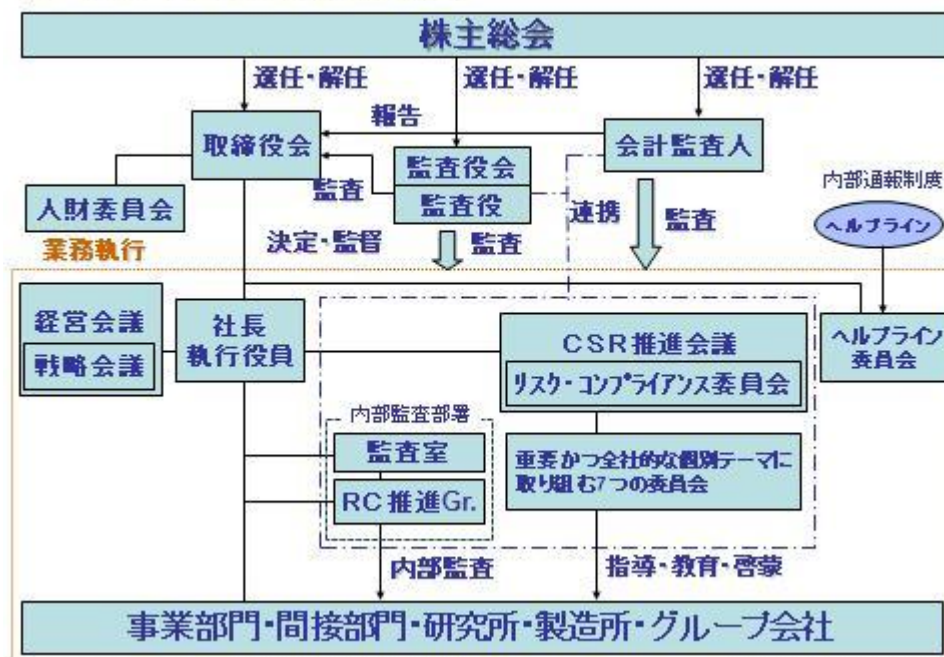 株主総会
選任・解任
選任・解任
選任・解任
報告
取締役会
会計監査人
監査役会
監査役
監査
連携
監査
内部通報制度
ヘルプライン
人財委員会
業務執行
決定・監督
監査
経営会議
戦略会議
社長
執行役員
CSR推進会議
リスク・コンプライアンス委員会
ヘルプライン
委員会
内部監査部署
監査室
RC推進Gr.
重要かつ全社的な個別テーマに
取り組む7つの委員会
内部監査
指導・教育・啓蒙
事業部門・間接部門・研究所・製造所・グループ会社